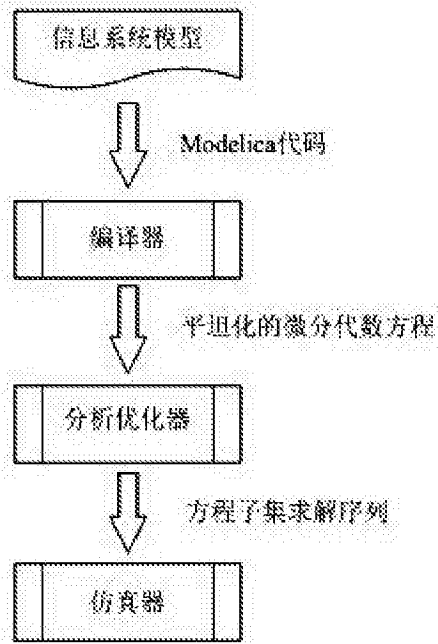 信息系统模型
Modelica代码
编译器
平坦化的微分代数方程
分析优化器
方程子集求解序列
仿真器